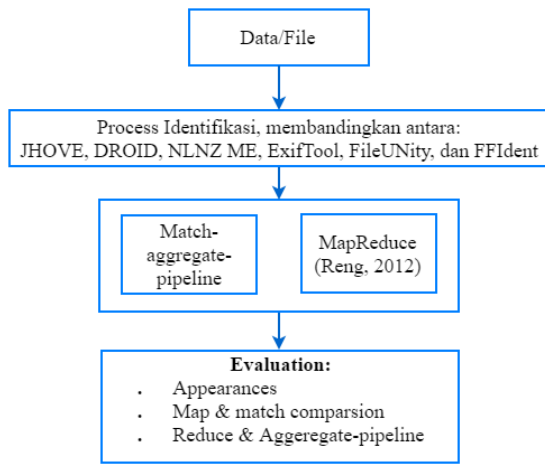 Data/File
Process Identifikasi, membandingkan antara:
JHOVE, DROID, NLNZ ME, ExifTool, FileUNity, dan FFIdent
Match-
aggregate-
pipeline
MapReduce
(Reng, 2012)
Evaluation:
. Appearances
. Map & match comparsion
. Reduce & Aggeregate-pipeline